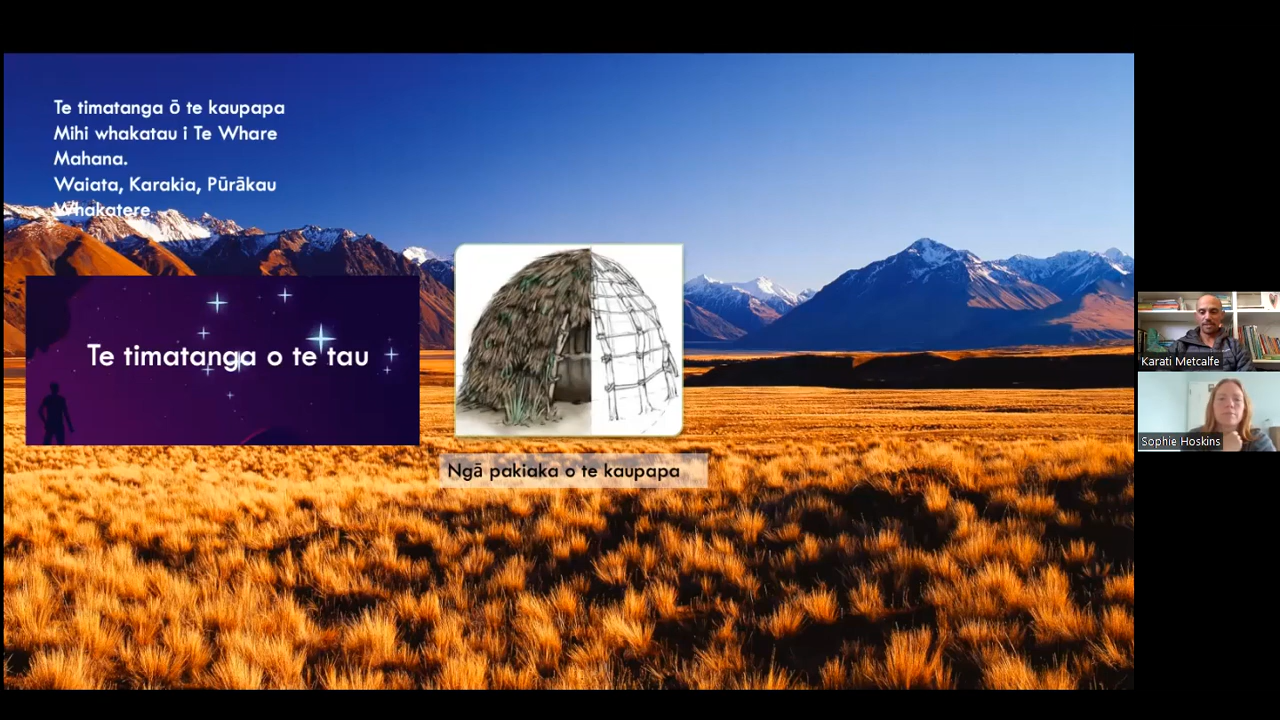 Te timatanga ō te kaupapa
Mihi whakatau i Te Whare
Mahana.
Waiata, Karakia, Pūrākau
Whakatere
Te timatanga o te tau
Ngā pakiaka o te kaupapa
Karati Metcalfe
Sophie Hoskins